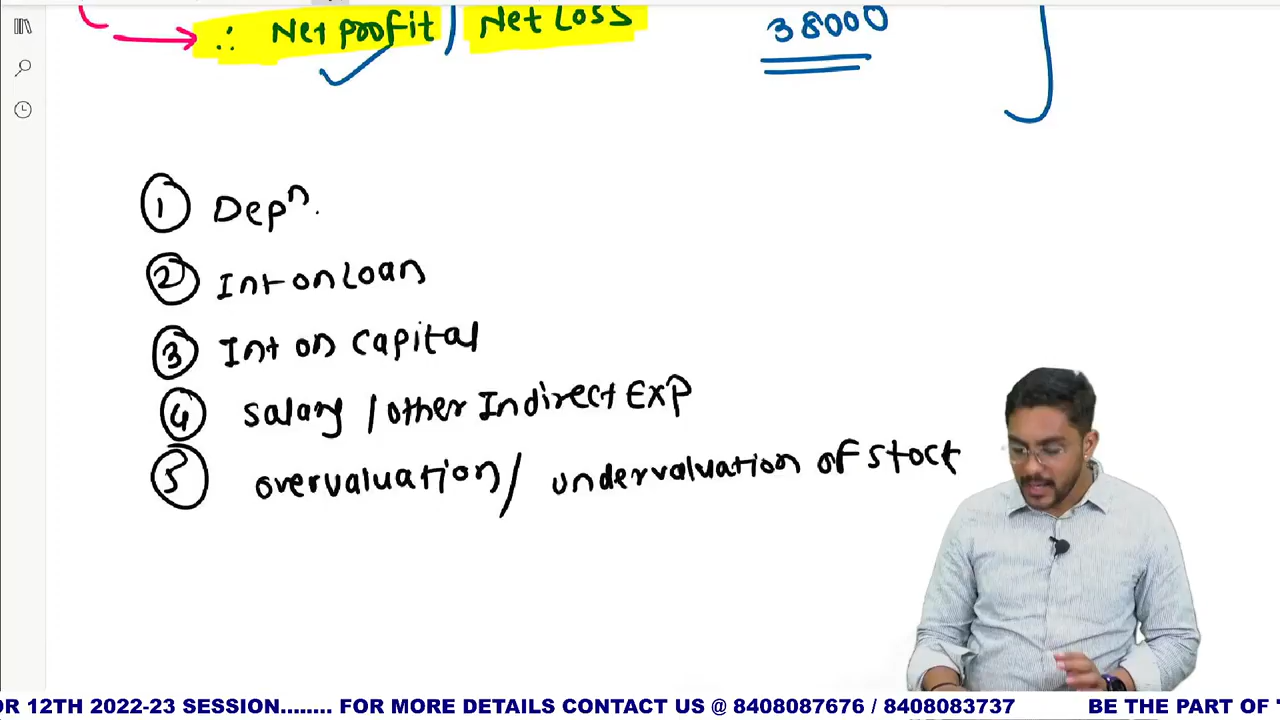 ∴ Net profit / Net Loss 38000
① Depⁿ.
② Int on Loan
③ Int on capital
④ Salary / other Indirect EXP
⑤ overvaluation / undervaluation of stock
OR 12TH 2022-23 SESSION........ FOR MORE DETAILS CONTACT US @ 8408087676 / 8408083737 BE THE PART OF '